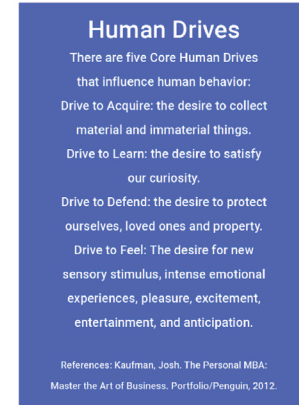 Human Drives
There are five Core Human Drives
that influence human behavior:
Drive to Acquire: the desire to collect
material and immaterial things.
Drive to Learn: the desire to satisfy
our curiosity.
Drive to Defend: the desire to protect
ourselves, loved ones and property.
Drive to Feel: The desire for new
sensory stimulus, intense emotional
experiences, pleasure, excitement,
entertainment, and anticipation.
References: Kaufman, Josh. The Personal MBA:
Master the Art of Business. Portfolio/Penguin, 2012.